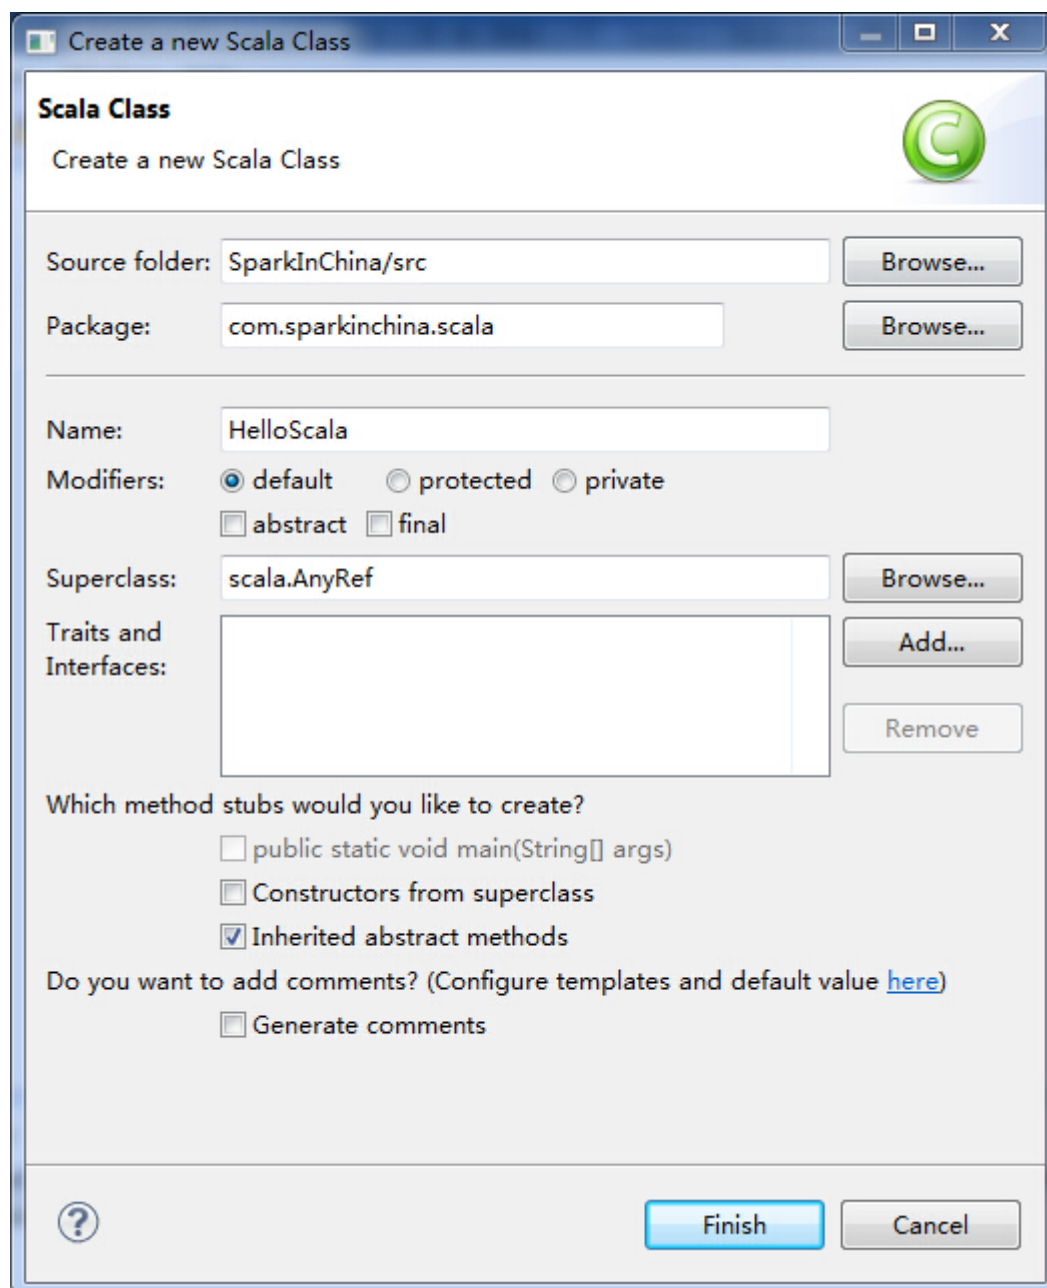 Create a new Scala Class
Scala Class
Create a new Scala Class
Source folder: SparkInChina/src Browse...
Package: com.sparkinchina.scala Browse...
Name: HelloScala
Modifiers: default protected private
abstract final
Superclass: scala.AnyRef Browse...
Traits and Add...
Interfaces:
Remove
Which method stubs would you like to create?
public static void main(String[] args)
Constructors from superclass
Inherited abstract methods
Do you want to add comments? (Configure templates and default value here)
Generate comments
Finish Cancel